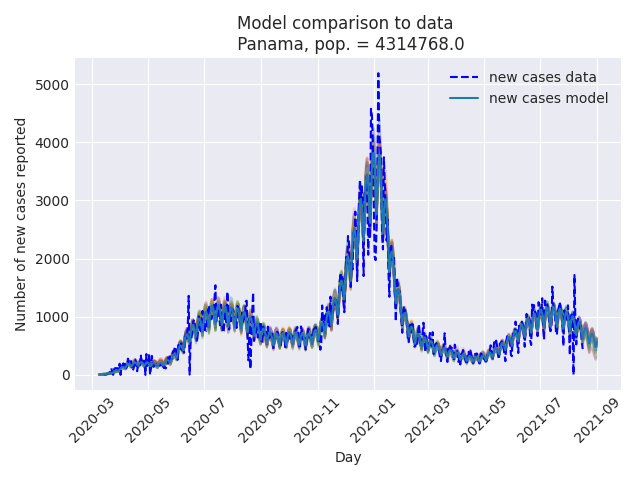 Model comparison to data
Panama, pop. = 4314768.0
new cases data
new cases model
Number of new cases reported
5000
4000
3000
2000
1000
0
2020-03
2020-05
2020-07
2020-09
2020-11
2021-01
2021-03
2021-05
2021-07
2021-09
Day